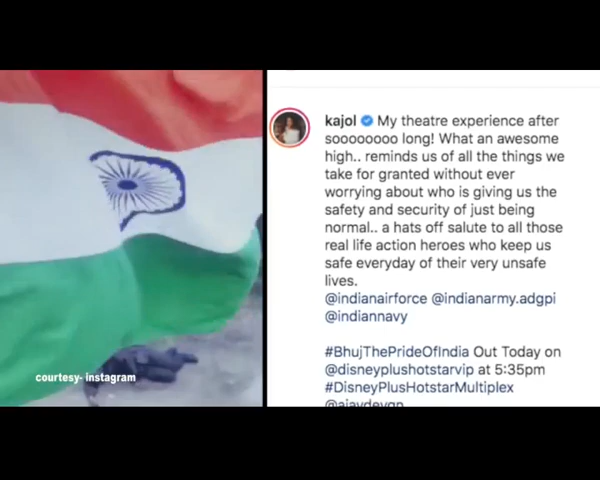 kajol My theatre experience after
sooooooooo long! What an awesome
high.. reminds us of all the things we
take for granted without ever
worrying about who is giving us the
safety and security of just being
normal.. a hats off salute to all those
real life action heroes who keep us
safe everyday of their very unsafe
lives.
@indianairforce @indianarmy.adgpi
@indiannavy
#BhujThePrideOfIndia Out Today on
@disneyplushotstarvip at 5:35pm
#DisneyPlusHotstarMultiplex
@ajaydevgn
courtesy- instagram